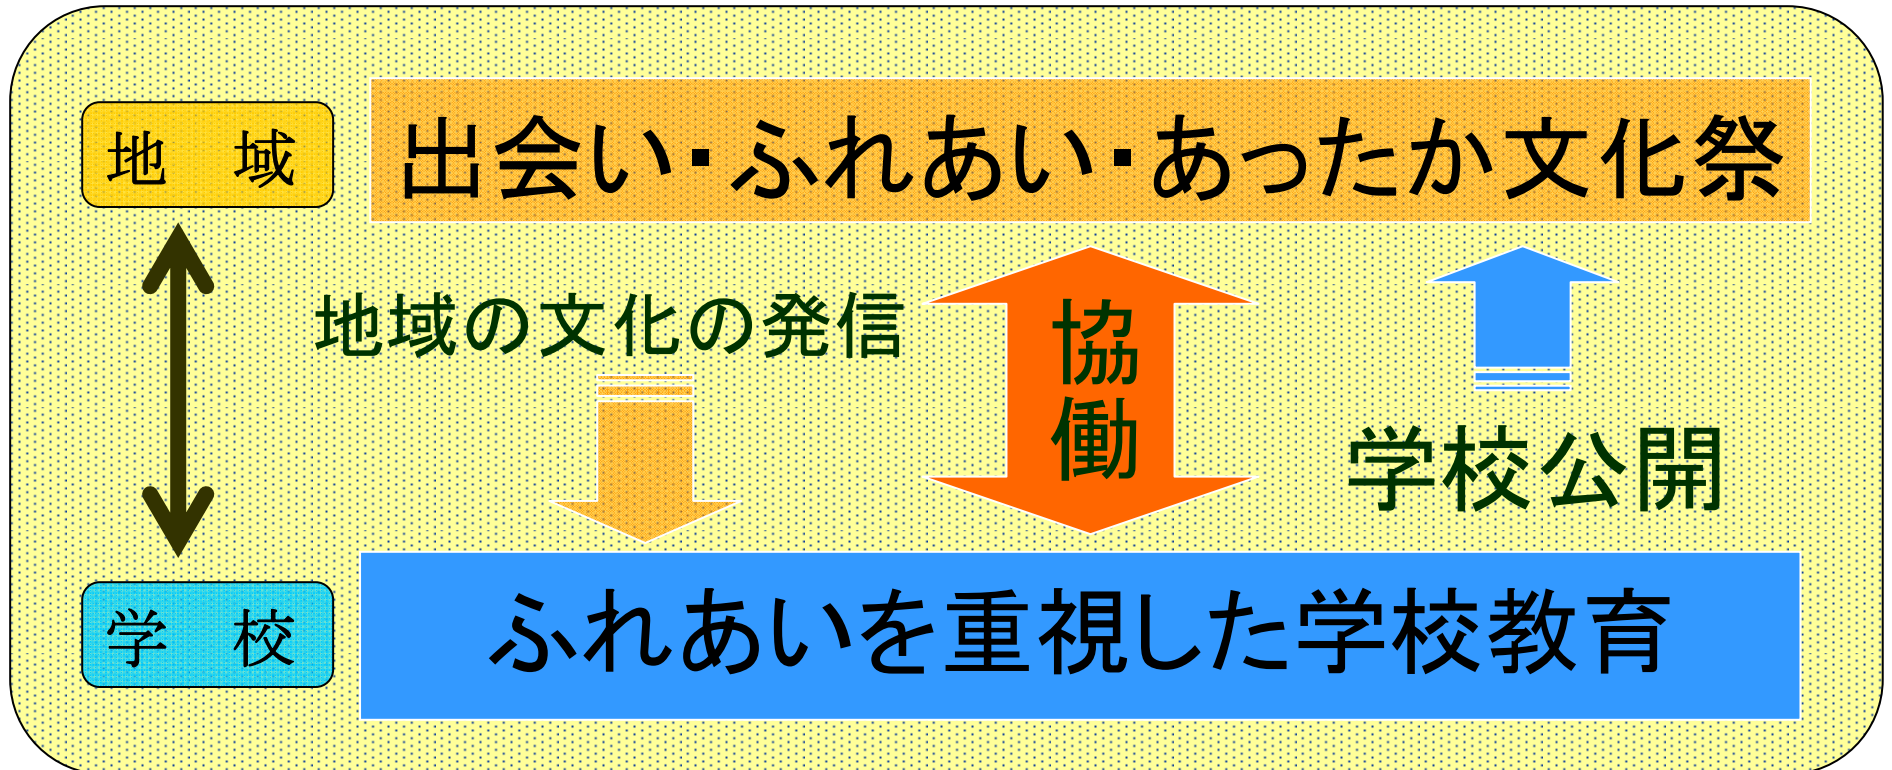 地　域
出会い・ふれあい・あったか文化祭
地域の文化の発信
協働
学校公開
学　校
ふれあいを重視した学校教育